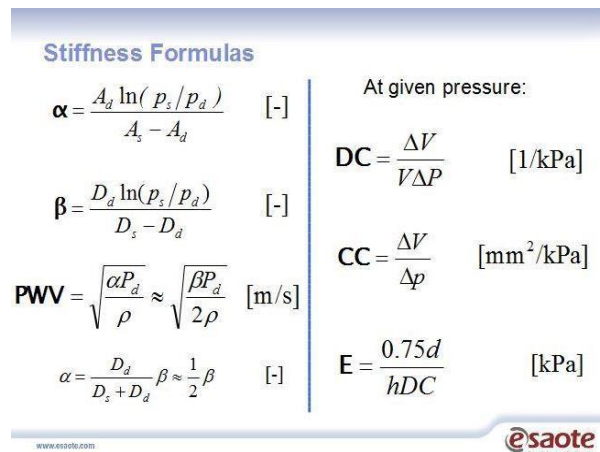 Stiffness Formulas
α = A_d ln( p_s/p_d ) / A_s − A_d [-]
β = D_d ln(p_s/p_d) / D_s − D_d [-]
PWV = √(αP_d / ρ) ≈ √(βP_d / 2ρ) [m/s]
α = D_d / D_s + D_d β ≈ 1/2 β [-]
At given pressure:
DC = ΔV / VΔP [1/kPa]
CC = ΔV / Δp [mm²/kPa]
E = 0.75d / hDC [kPa]
www.esaote.com
esaote